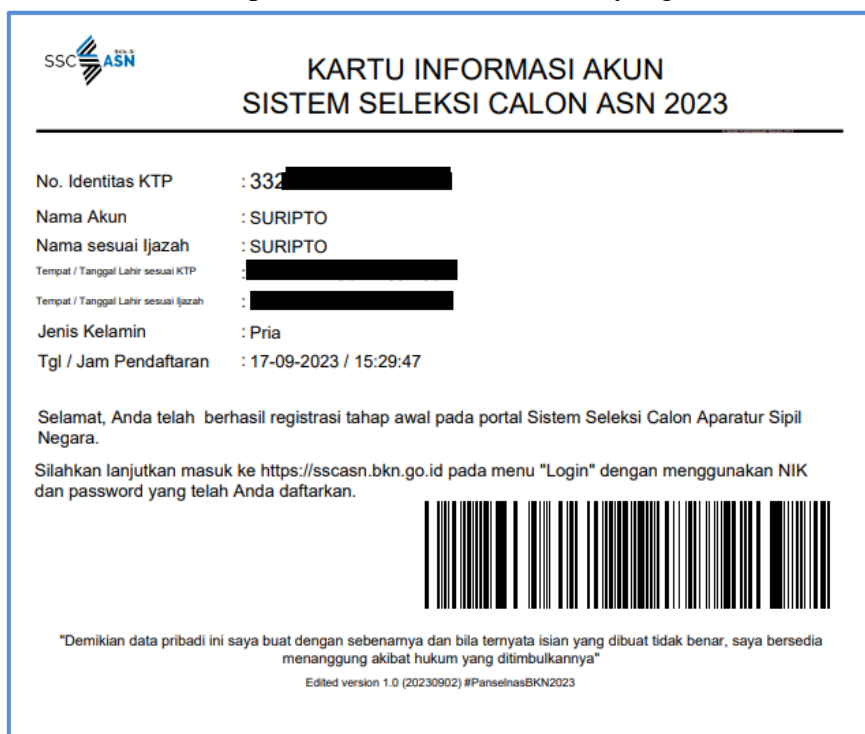 SSC ASN
BKN-RI
KARTU INFORMASI AKUN
SISTEM SELEKSI CALON ASN 2023
No. Identitas KTP : 332
Nama Akun : SURIPTO
Nama sesuai Ijazah : SURIPTO
Tempat / Tanggal Lahir sesuai KTP :
Tempat / Tanggal Lahir sesuai Ijazah :
Jenis Kelamin : Pria
Tgl / Jam Pendaftaran : 17-09-2023 / 15:29:47
Selamat, Anda telah berhasil registrasi tahap awal pada portal Sistem Seleksi Calon Aparatur Sipil
Negara.
Silahkan lanjutkan masuk ke https://sscasn.bkn.go.id pada menu "Login" dengan menggunakan NIK
dan password yang telah Anda daftarkan.
"Demikian data pribadi ini saya buat dengan sebenarnya dan bila ternyata isian yang dibuat tidak benar, saya bersedia
menanggung akibat hukum yang ditimbulkannya"
Edited version 1.0 (20230902) #PanselnasBKN2023